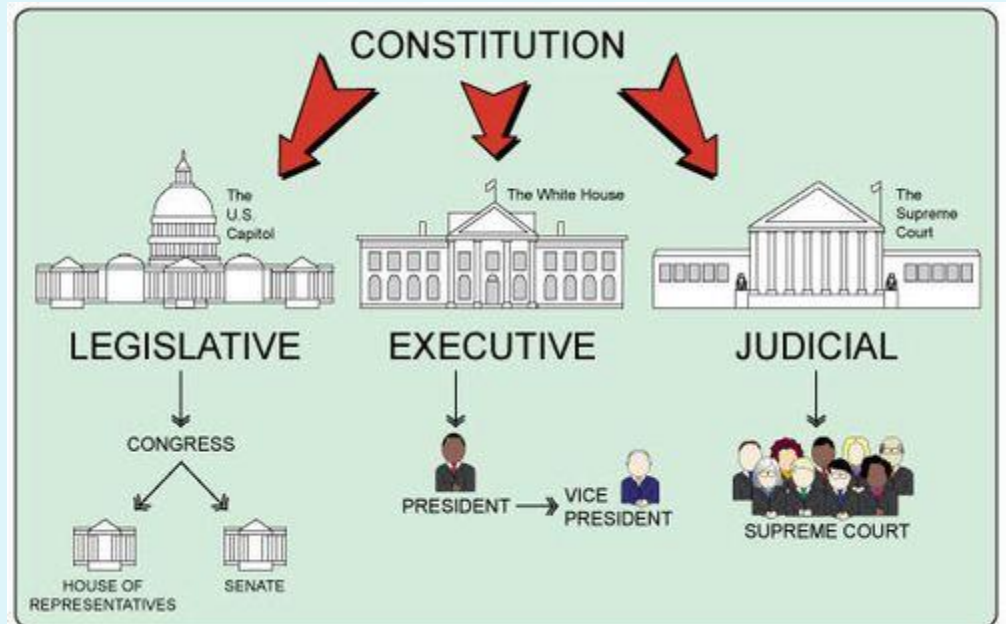 CONSTITUTION
The
U.S.
Capitol
The White House
The
Supreme
Court
LEGISLATIVE
EXECUTIVE
JUDICIAL
CONGRESS
HOUSE OF
REPRESENTATIVES
SENATE
PRESIDENT
VICE
PRESIDENT
SUPREME COURT